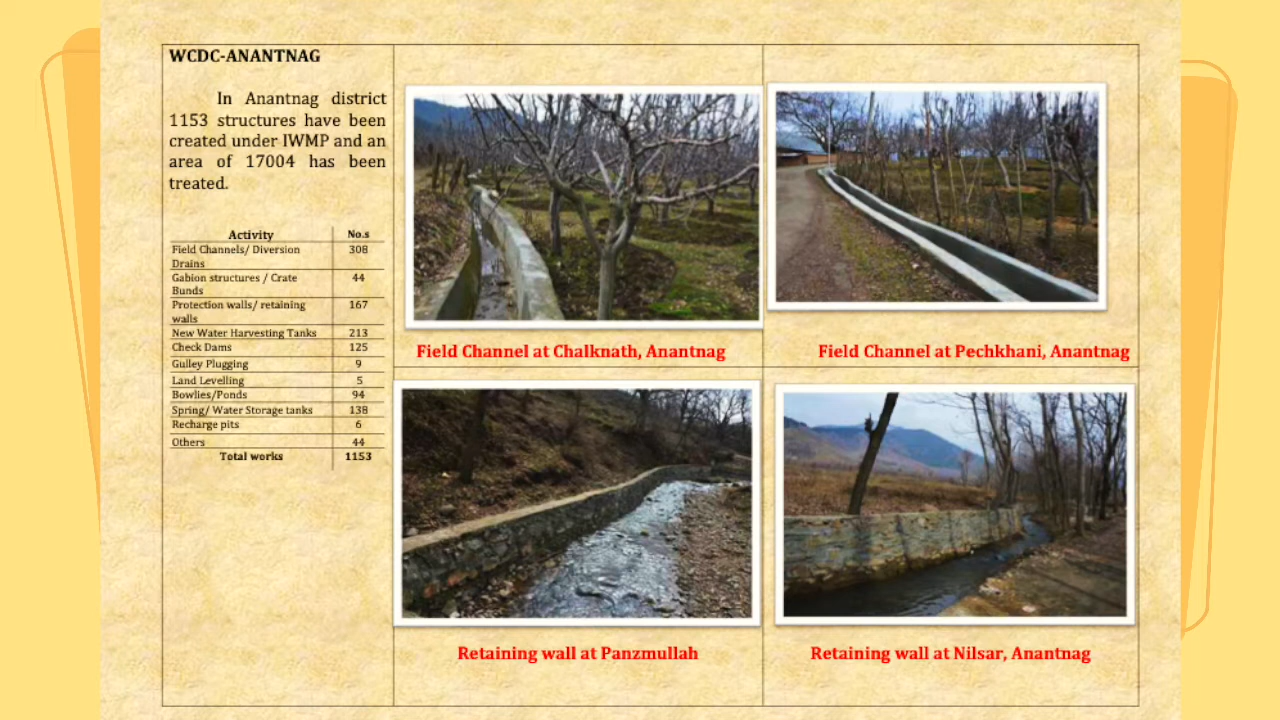 WCDC-ANANTNAG
In Anantnag district
1153 structures have been
created under IWMP and an
area of 17004 has been
treated.
Activity No.s
Field Channels/ Diversion 308
Drains
Gabion structures / Crate 44
Bunds
Protection walls/ retaining 167
walls
New Water Harvesting Tanks 213
Check Dams 125
Gulley Plugging 9
Land Levelling 5
Bowlies/Ponds 94
Spring/ Water Storage tanks 138
Recharge pits 6
Others 44
Total works 1153
Field Channel at Chalknath, Anantnag
Field Channel at Pechkhani, Anantnag
Retaining wall at Panzmullah
Retaining wall at Nilsar, Anantnag